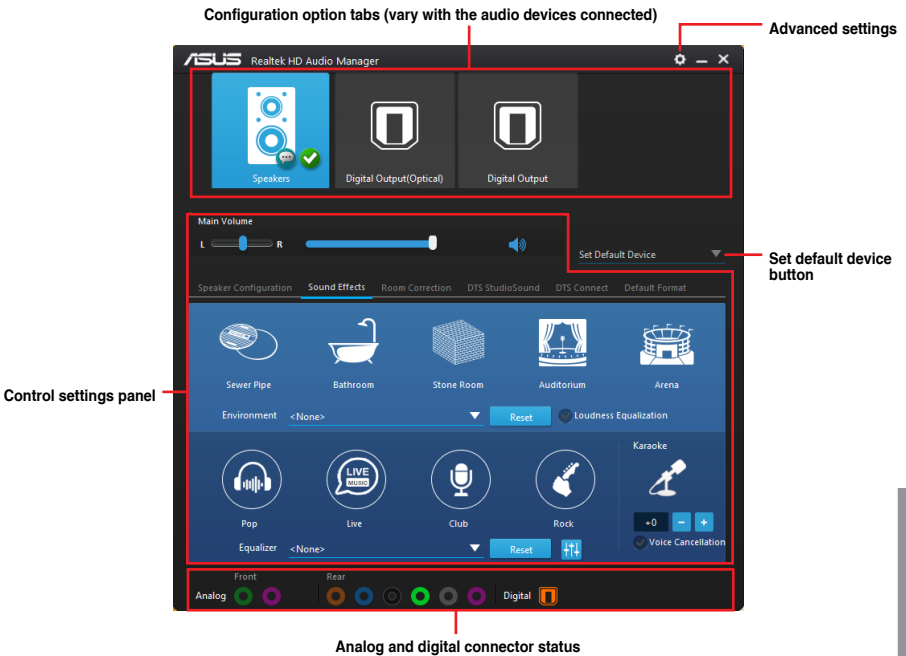 Configuration option tabs (vary with the audio devices connected)
Advanced settings
ASUS Realtek HD Audio Manager
Speakers
Digital Output(Optical)
Digital Output
Main Volume
L R
Set Default Device
Set default device
button
Speaker Configuration Sound Effects Room Correction DTS StudioSound DTS Connect Default Format
Sewer Pipe Bathroom Stone Room Auditorium Arena
Control settings panel
Environment <None> Reset Loudness Equalization
Karaoke
LIVE
MUSIC
Pop Live Club Rock
+0 - +
Voice Cancellation
Equalizer <None> Reset
Front Rear
Analog Digital
Analog and digital connector status